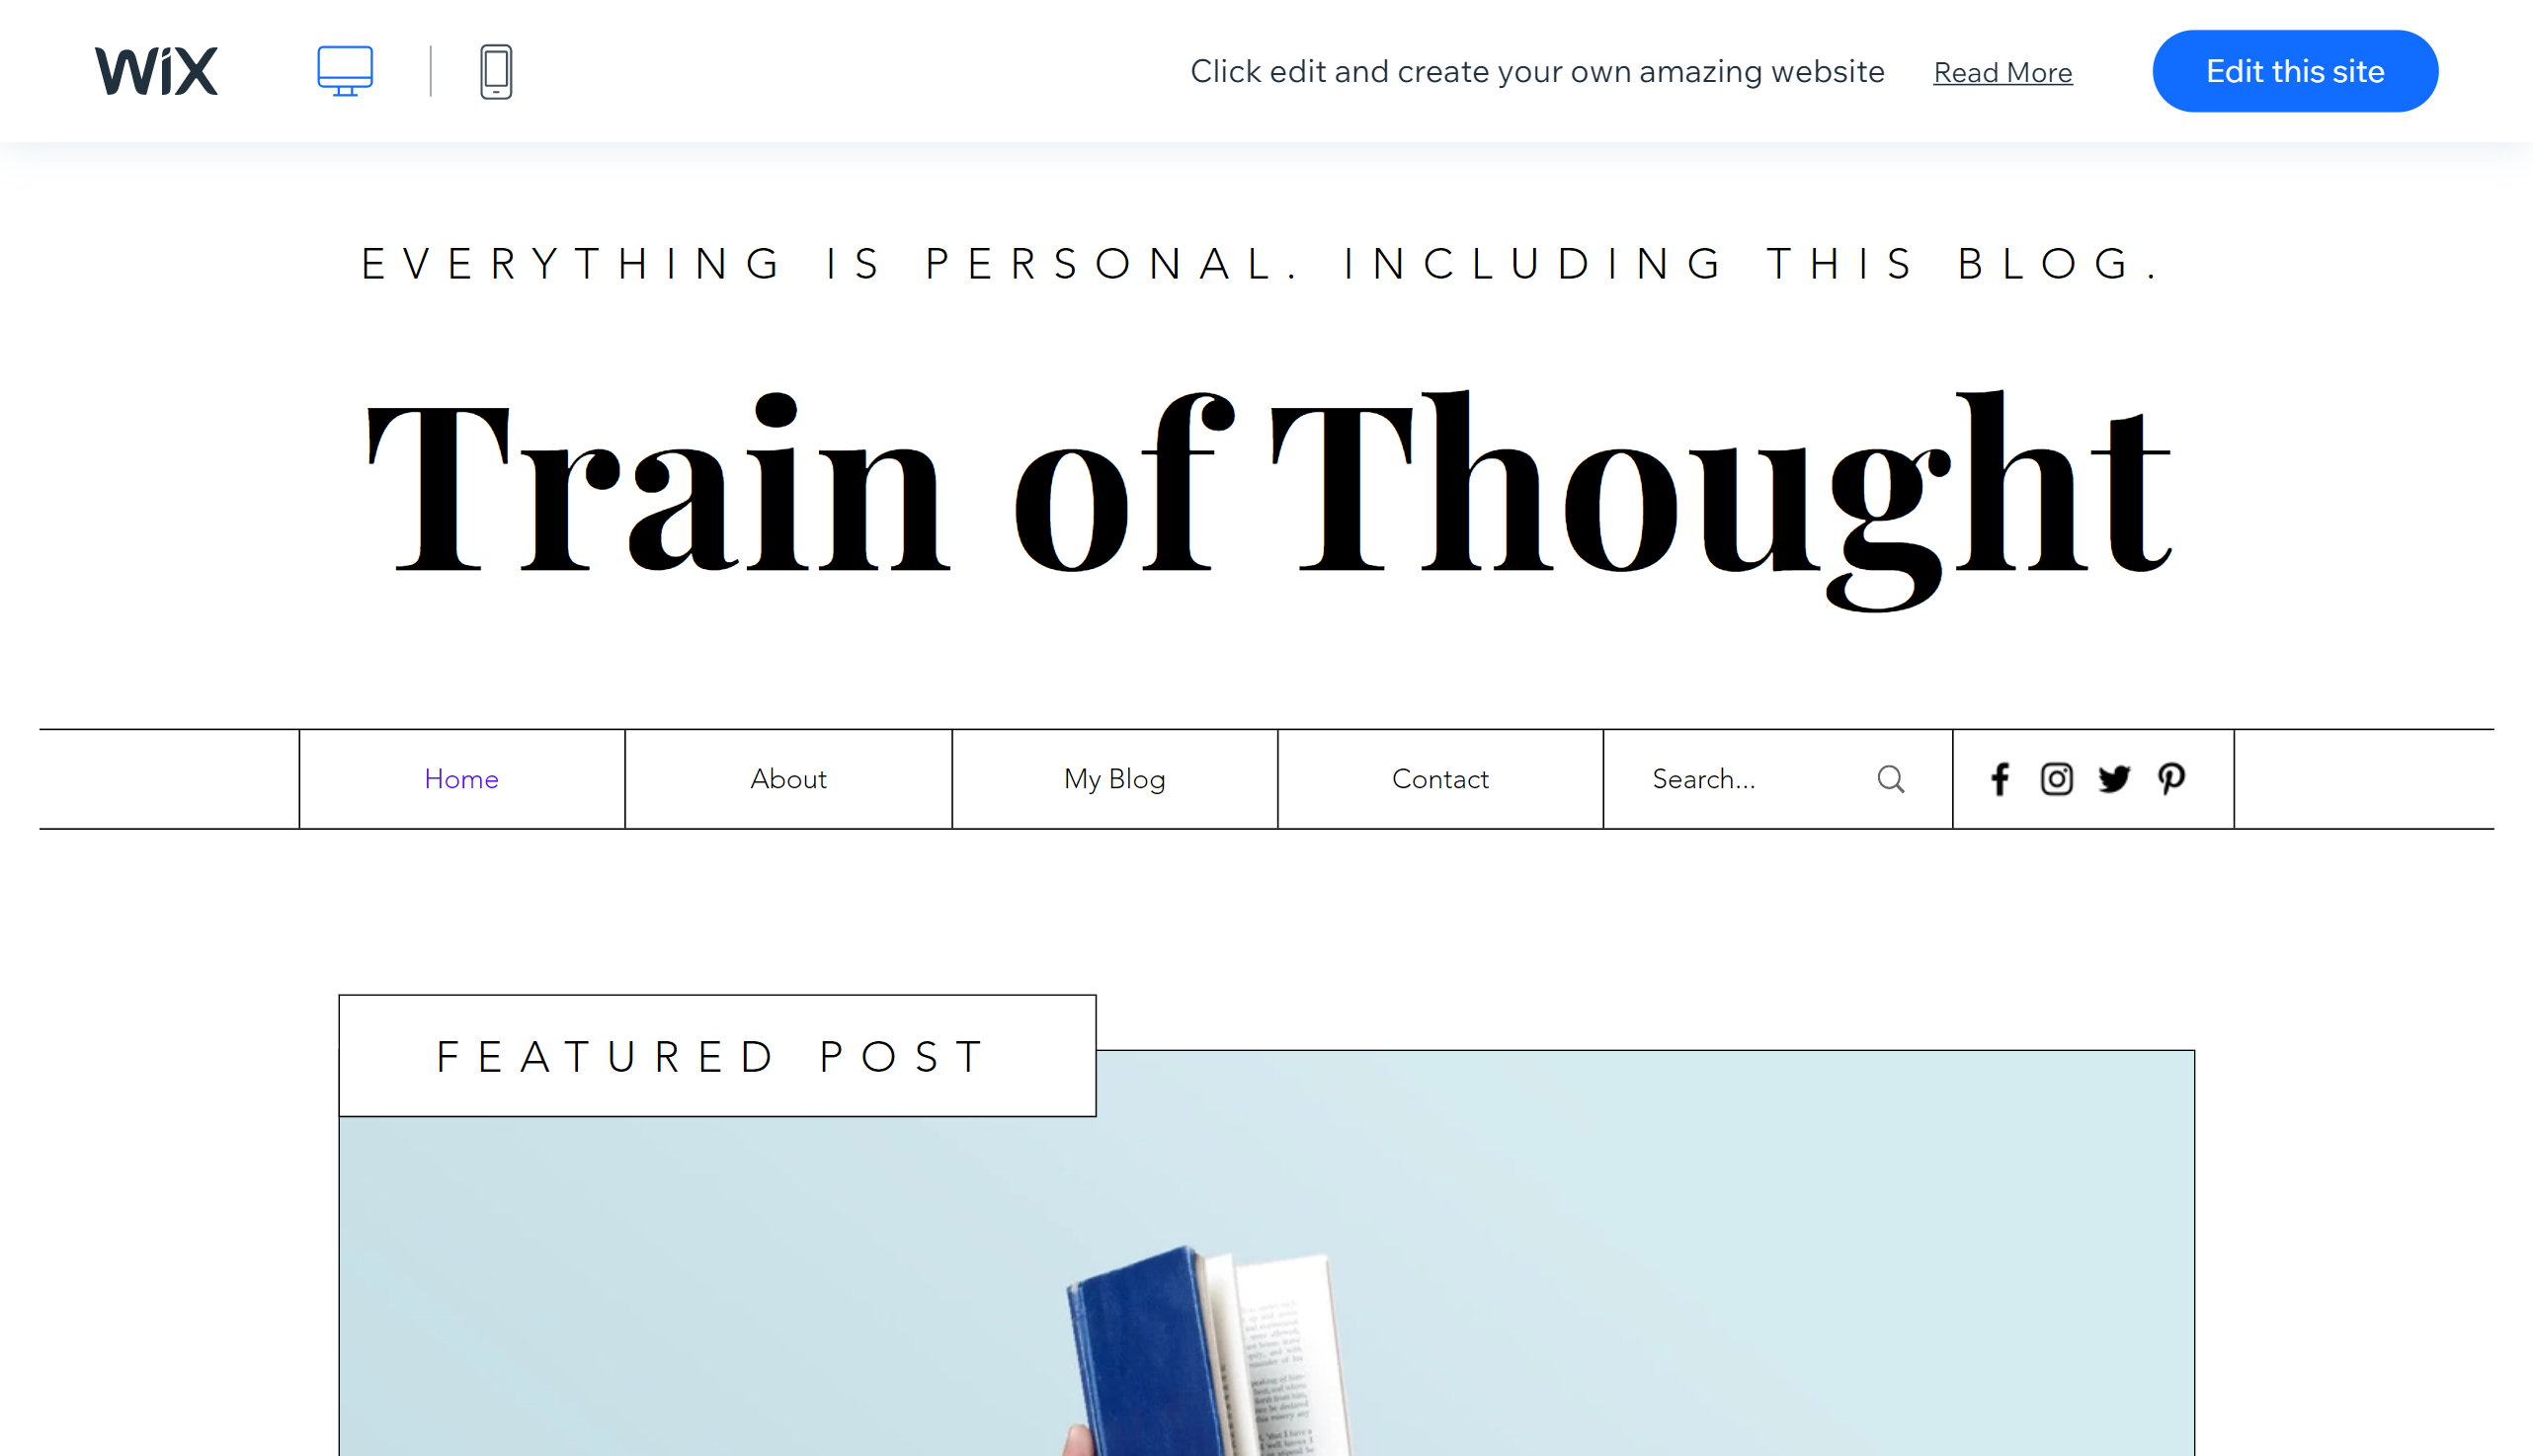 WiX
Click edit and create your own amazing website Read More Edit this site
EVERYTHING IS PERSONAL. INCLUDING THIS BLOG.
Train of Thought
Home About My Blog Contact Search...
FEATURED POST